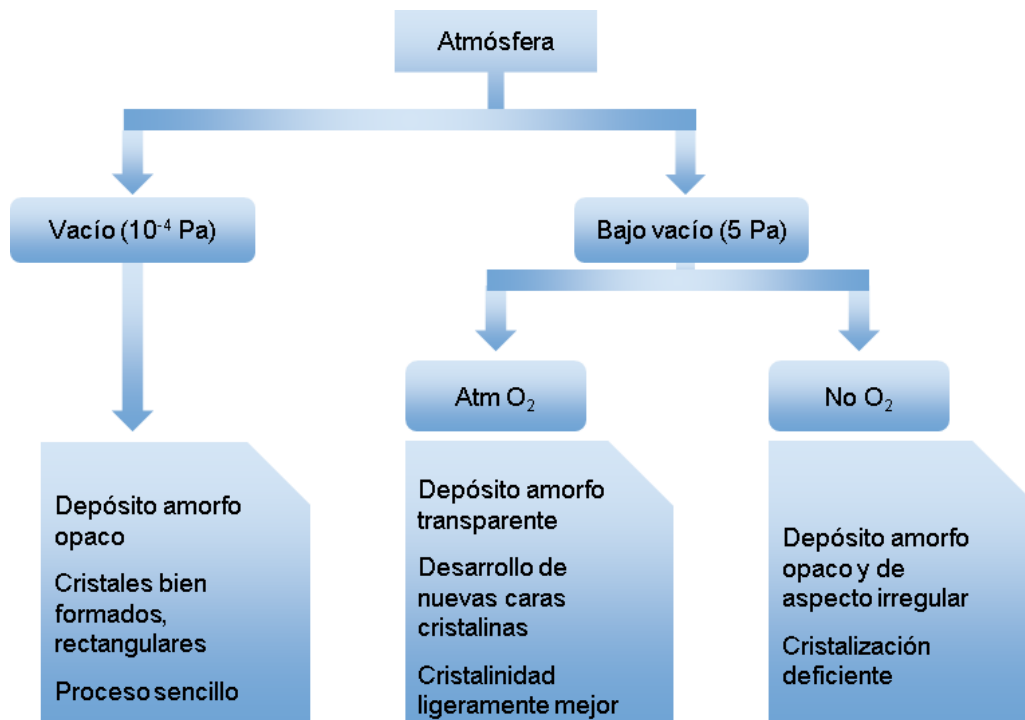 Atmósfera
Vacío (10⁻⁴ Pa)
Bajo vacío (5 Pa)
Atm O₂
No O₂
Depósito amorfo
opaco
Cristales bien
formados,
rectangulares
Proceso sencillo
Depósito amorfo
transparente
Desarrollo de
nuevas caras
cristalinas
Cristalinidad
ligeramente mejor
Depósito amorfo
opaco y de
aspecto irregular
Cristalización
deficiente